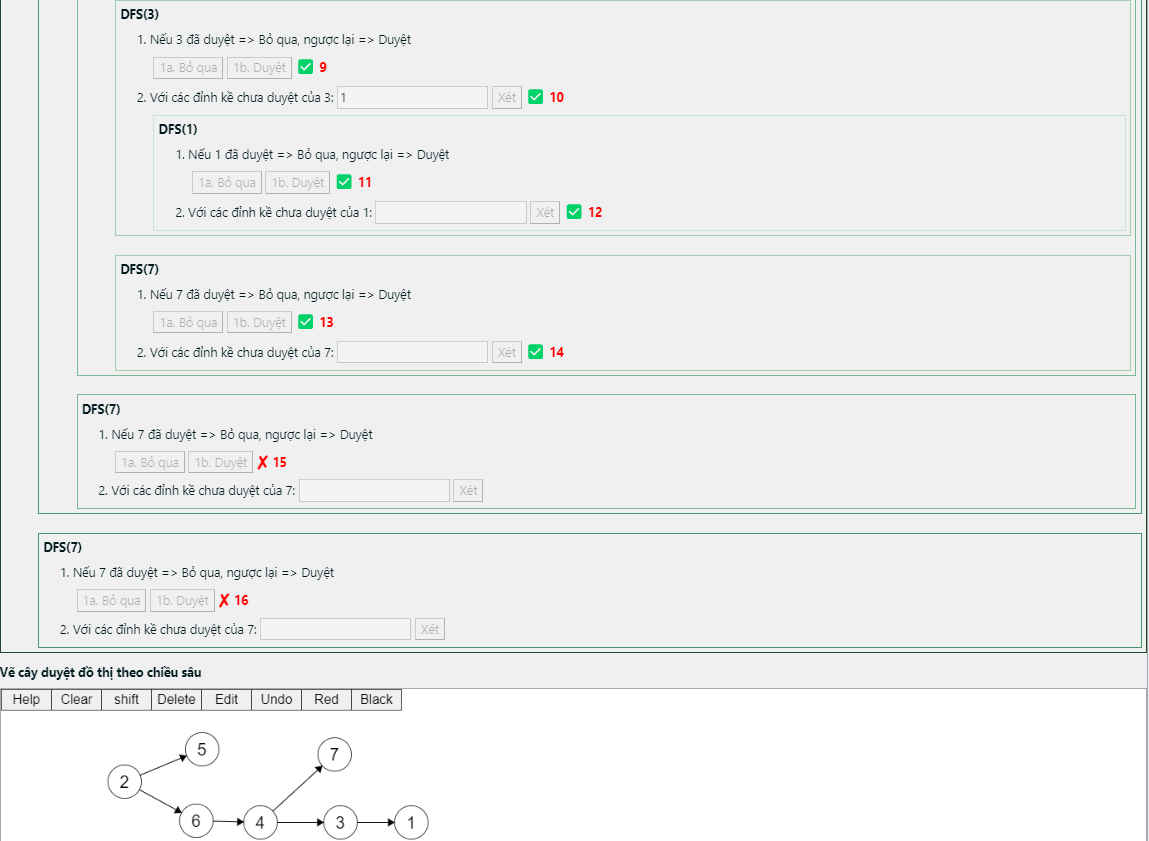 DFS(3)
1. Nếu 3 đã duyệt => Bỏ qua, ngược lại => Duyệt
1a. Bỏ qua 1b. Duyệt 9
2. Với các đỉnh kề chưa duyệt của 3: 1 Xét 10
DFS(1)
1. Nếu 1 đã duyệt => Bỏ qua, ngược lại => Duyệt
1a. Bỏ qua 1b. Duyệt 11
2. Với các đỉnh kề chưa duyệt của 1: Xét 12
DFS(7)
1. Nếu 7 đã duyệt => Bỏ qua, ngược lại => Duyệt
1a. Bỏ qua 1b. Duyệt 13
2. Với các đỉnh kề chưa duyệt của 7: Xét 14
DFS(7)
1. Nếu 7 đã duyệt => Bỏ qua, ngược lại => Duyệt
1a. Bỏ qua 1b. Duyệt ✗ 15
2. Với các đỉnh kề chưa duyệt của 7: Xét
DFS(7)
1. Nếu 7 đã duyệt => Bỏ qua, ngược lại => Duyệt
1a. Bỏ qua 1b. Duyệt ✗ 16
2. Với các đỉnh kề chưa duyệt của 7: Xét
Vẽ cây duyệt đồ thị theo chiều sâu
Help Clear shift Delete Edit Undo Red Black
5 7
2
6 4 3 1